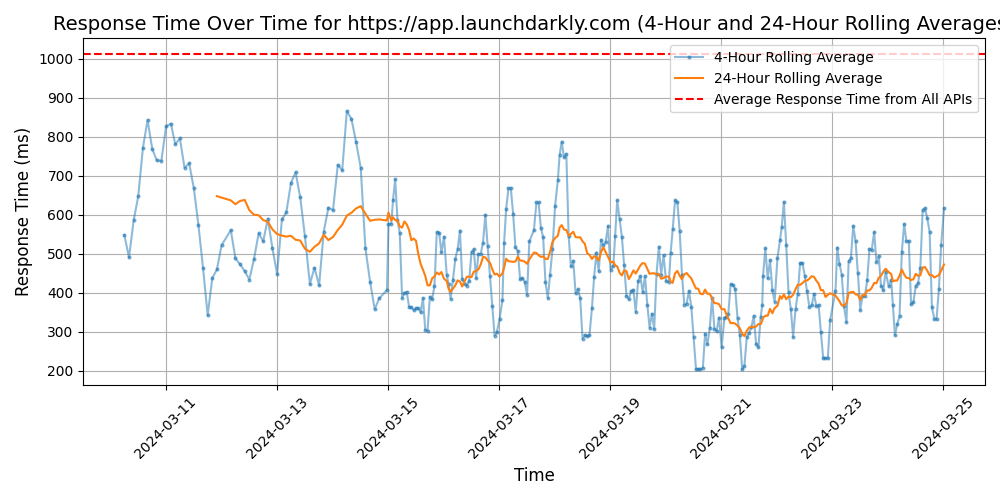 Response Time Over Time for https://app.launchdarkly.com (4-Hour and 24-Hour Rolling Averages
4-Hour Rolling Average
24-Hour Rolling Average
Average Response Time from All APIs
Response Time (ms)
1000
900
800
700
600
500
400
300
200
2024-03-11
2024-03-13
2024-03-15
2024-03-17
2024-03-19
2024-03-21
2024-03-23
2024-03-25
Time